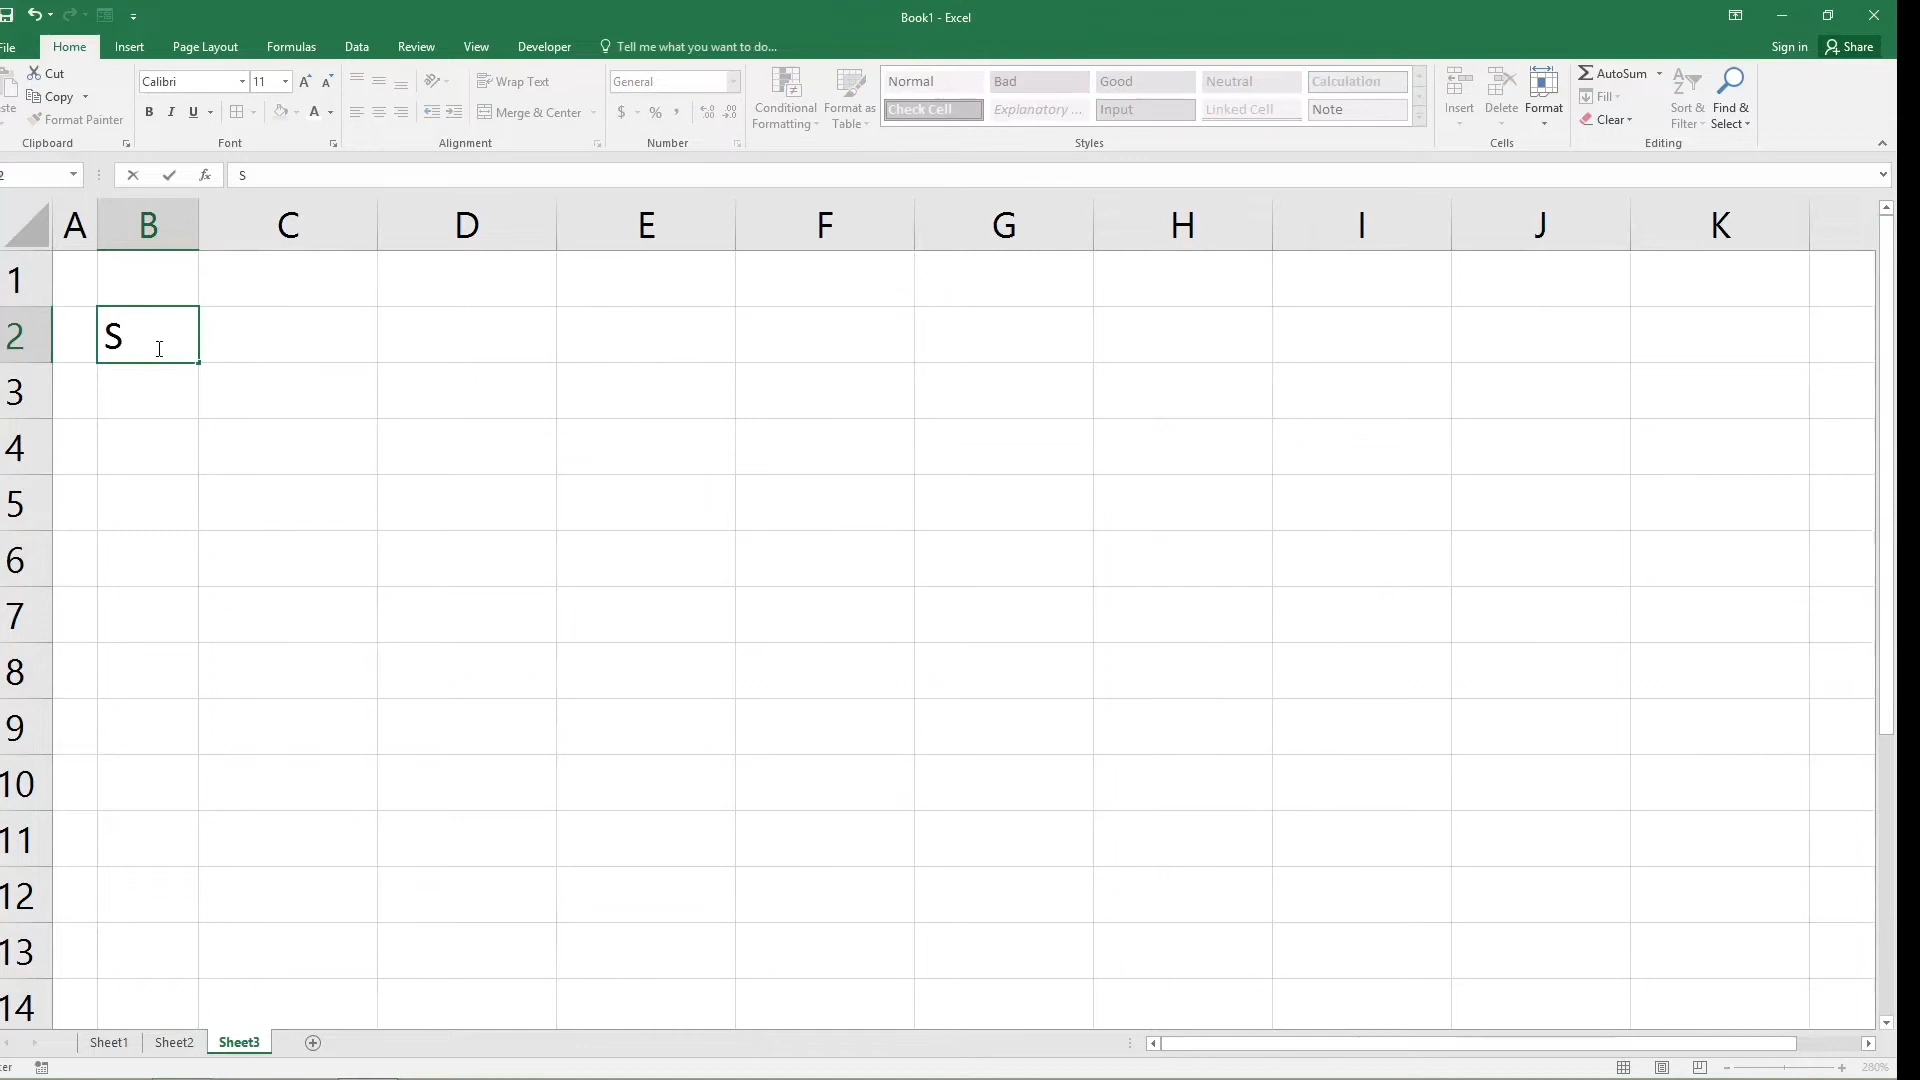 Book1 - Excel
File Home Insert Page Layout Formulas Data Review View Developer Tell me what you want to do... Sign in Share
Cut
Copy
Format Painter
Clipboard
Calibri 11
B I U A
Font
Wrap Text
Merge & Center
Alignment
General
$ % ,
Number
Conditional Formatting
Format as Table
Normal Bad Good Neutral Calculation
Check Cell Explanatory ... Input Linked Cell Note
Styles
Insert Delete Format
Cells
AutoSum
Fill
Clear
Sort & Filter
Find & Select
Editing
2 fx S
A B C D E F G H I J K
1
2 S
3
4
5
6
7
8
9
10
11
12
13
14
Sheet1 Sheet2 Sheet3
280%